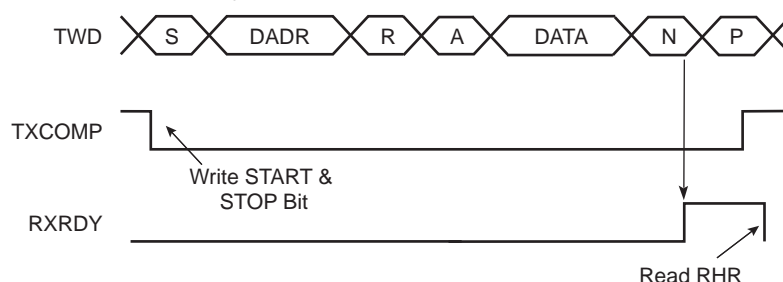 TWD S DADR R A DATA N P
TXCOMP
Write START &
STOP Bit
RXRDY
Read RHR